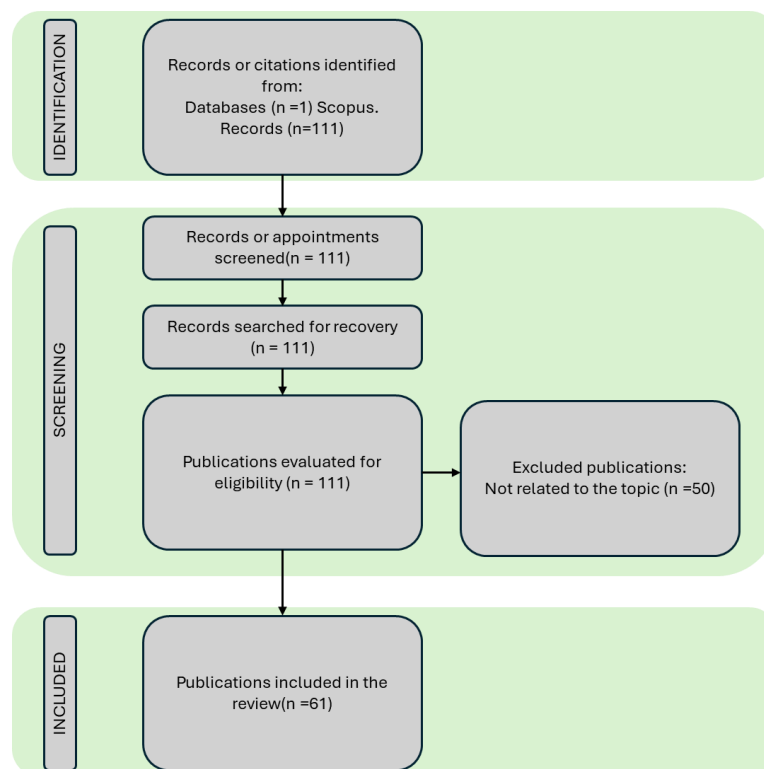 IDENTIFICATION
Records or citations identified
from:
Databases (n =1) Scopus.
Records (n=111)
SCREENING
Records or appointments
screened(n = 111)
Records searched for recovery
(n = 111)
Publications evaluated for
eligibility (n = 111)
Excluded publications:
Not related to the topic (n =50)
INCLUDED
Publications included in the
review(n =61)